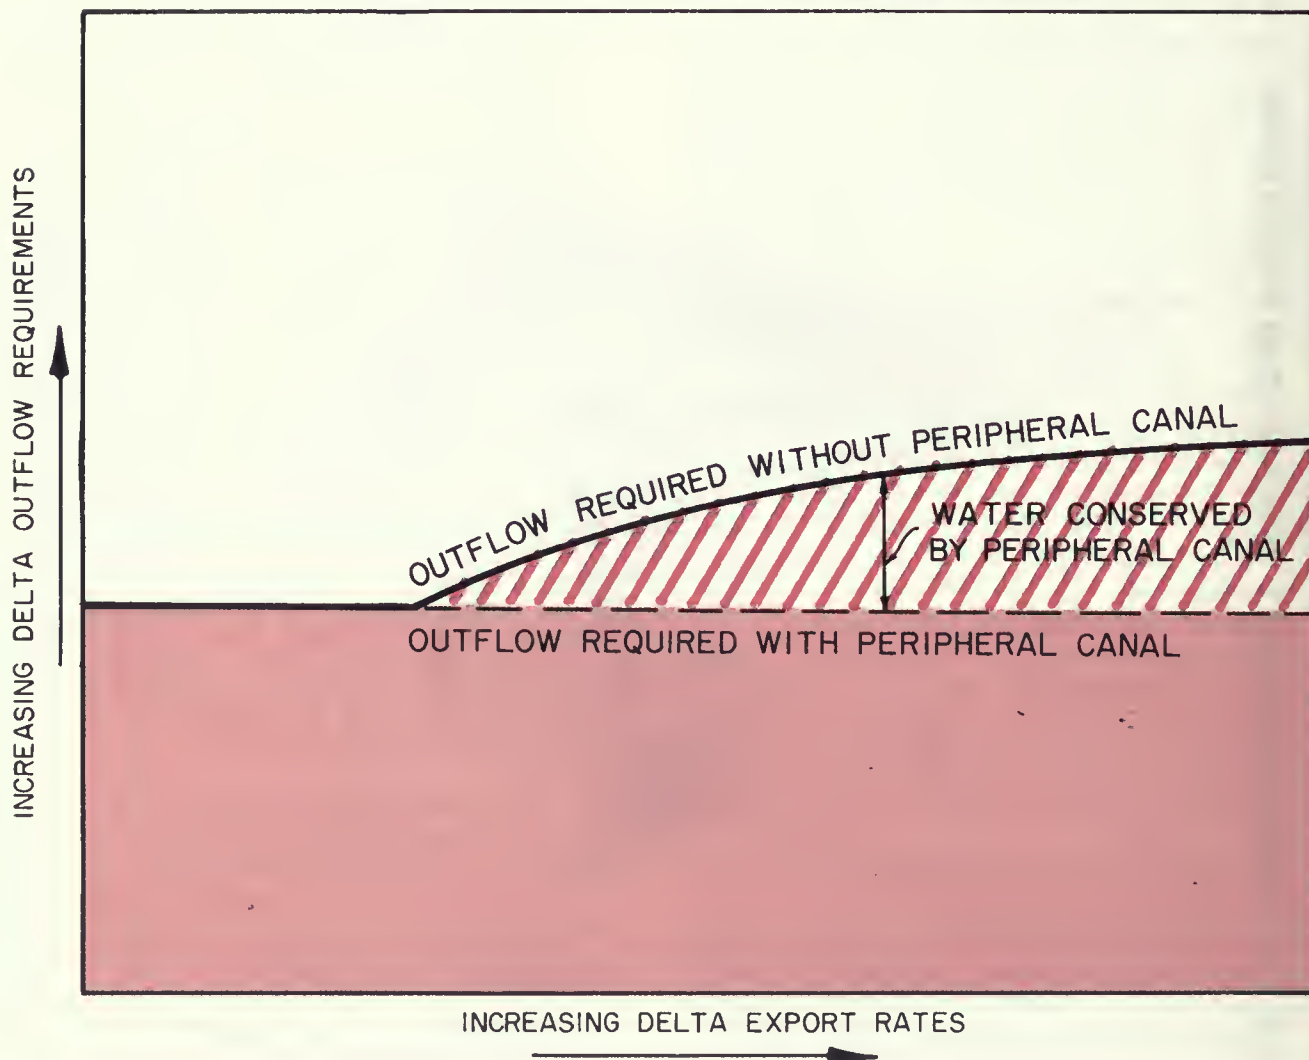 INCREASING DELTA OUTFLOW REQUIREMENTS
OUTFLOW REQUIRED WITHOUT PERIPHERAL CANAL
WATER CONSERVED
BY PERIPHERAL CANAL
OUTFLOW REQUIRED WITH PERIPHERAL CANAL
INCREASING DELTA EXPORT RATES